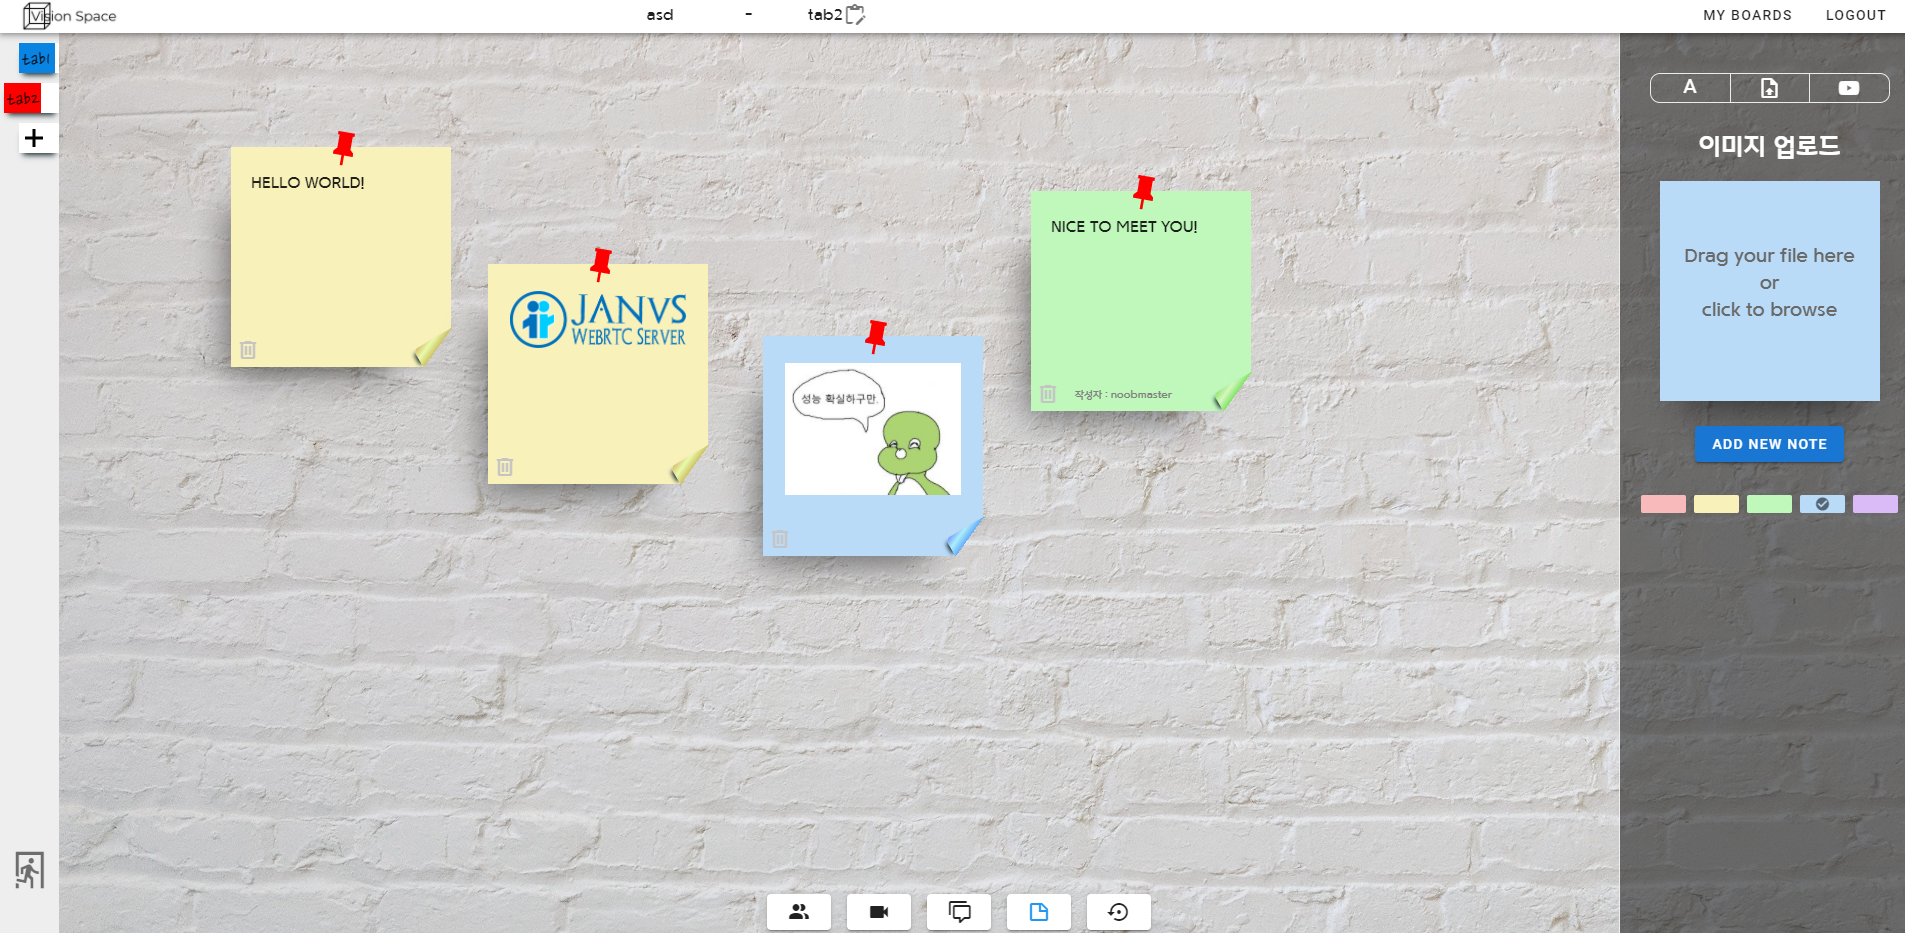 Vision Space
asd - tab2
MY BOARDS
LOGOUT
tab1
tab2
HELLO WORLD!
JANVS
WEBRTC SERVER
성능 확실하구만.
NICE TO MEET YOU!
작성자 : noobmaster
A
이미지 업로드
Drag your file here
or
click to browse
ADD NEW NOTE